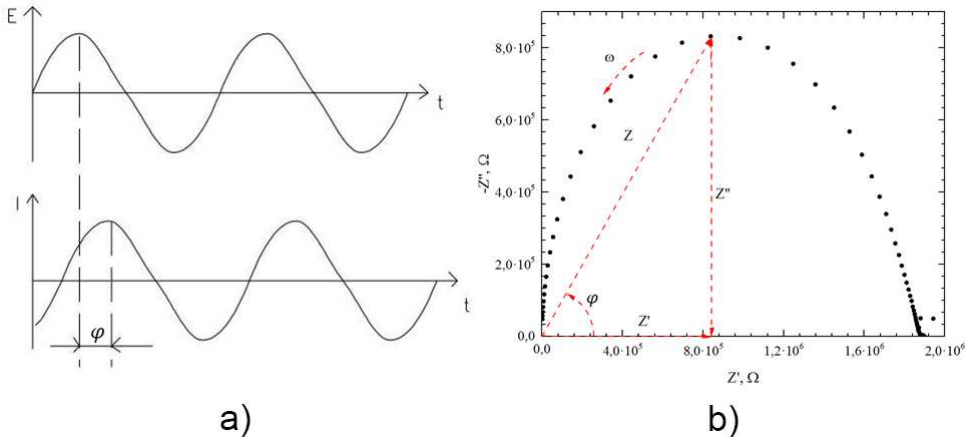 E
t
I
t
φ
a)
-Z'', Ω
8,0·10⁵
6,0·10⁵
4,0·10⁵
2,0·10⁵
0,0
ω
Z
Z''
φ
Z'
0,0 4,0·10⁵ 8,0·10⁵ 1,2·10⁶ 1,6·10⁶ 2,0·10⁶
Z', Ω
b)